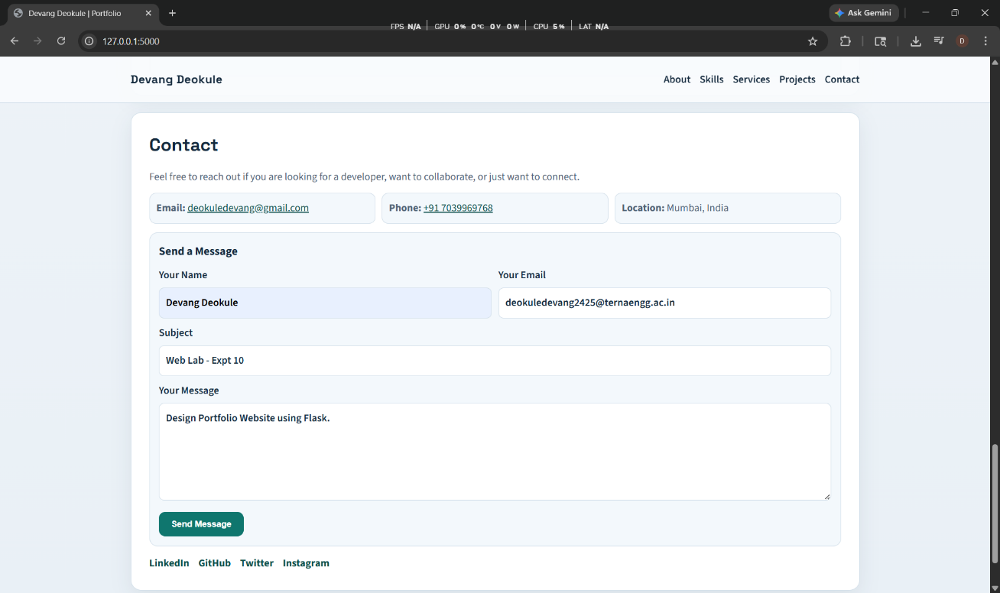 Devang Deokule | Portfolio
Ask Gemini
FPS N/A GPU 0% 0°C 0V 0W CPU 5% LAT N/A
127.0.0.1:5000
D
Devang Deokule
About Skills Services Projects Contact
Contact
Feel free to reach out if you are looking for a developer, want to collaborate, or just want to connect.
Email: deokuledevang@gmail.com
Phone: +91 7039969768
Location: Mumbai, India
Send a Message
Your Name
Your Email
Devang Deokule
deokuledevang2425@ternaengg.ac.in
Subject
Web Lab - Expt 10
Your Message
Design Portfolio Website using Flask.
Send Message
LinkedIn GitHub Twitter Instagram